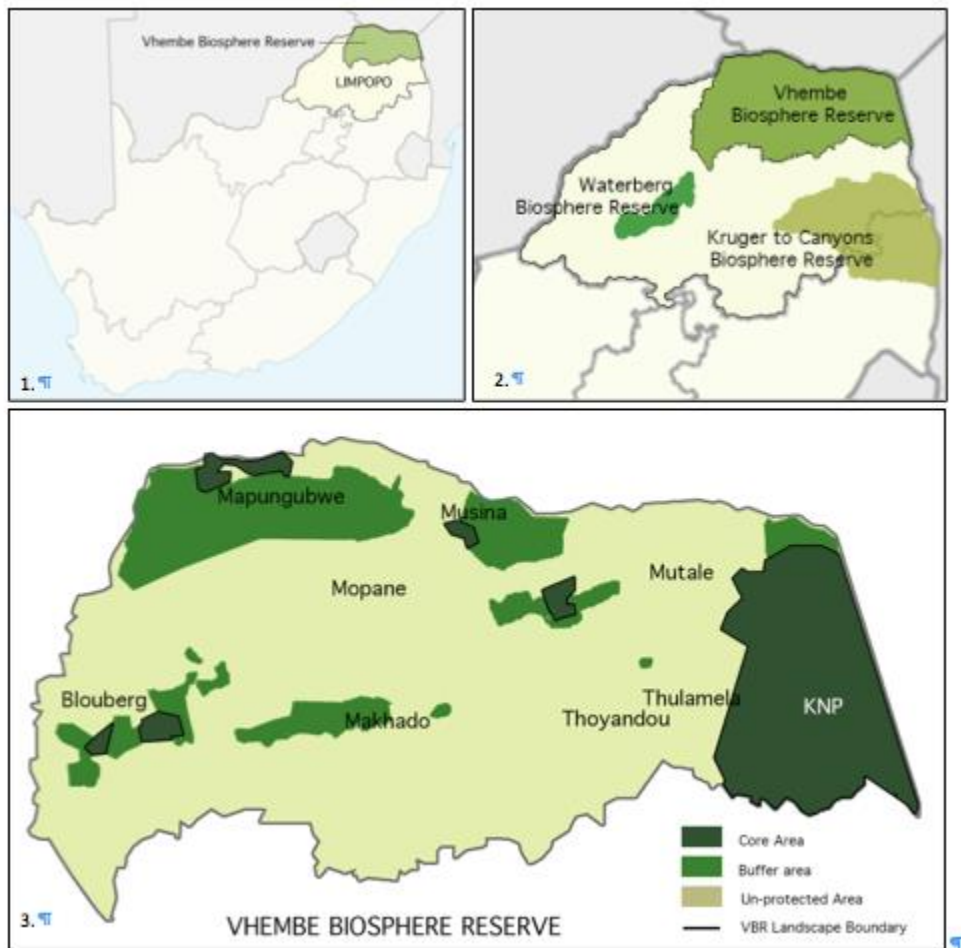 Vhembe Biosphere Reserve
LIMPOPO
1.¶
Vhembe
Biosphere Reserve
Waterberg
Biosphere Reserve
Kruger to Canyons
Biosphere Reserve
2.¶
Mapungubwe
Musina
Mopane
Mutale
Blouberg
Makhado
Thulamela
Thoyandou
KNP
Core Area
Buffer area
Un-protected Area
VBR Landscape Boundary
3.¶
VHEMBE BIOSPHERE RESERVE
¶